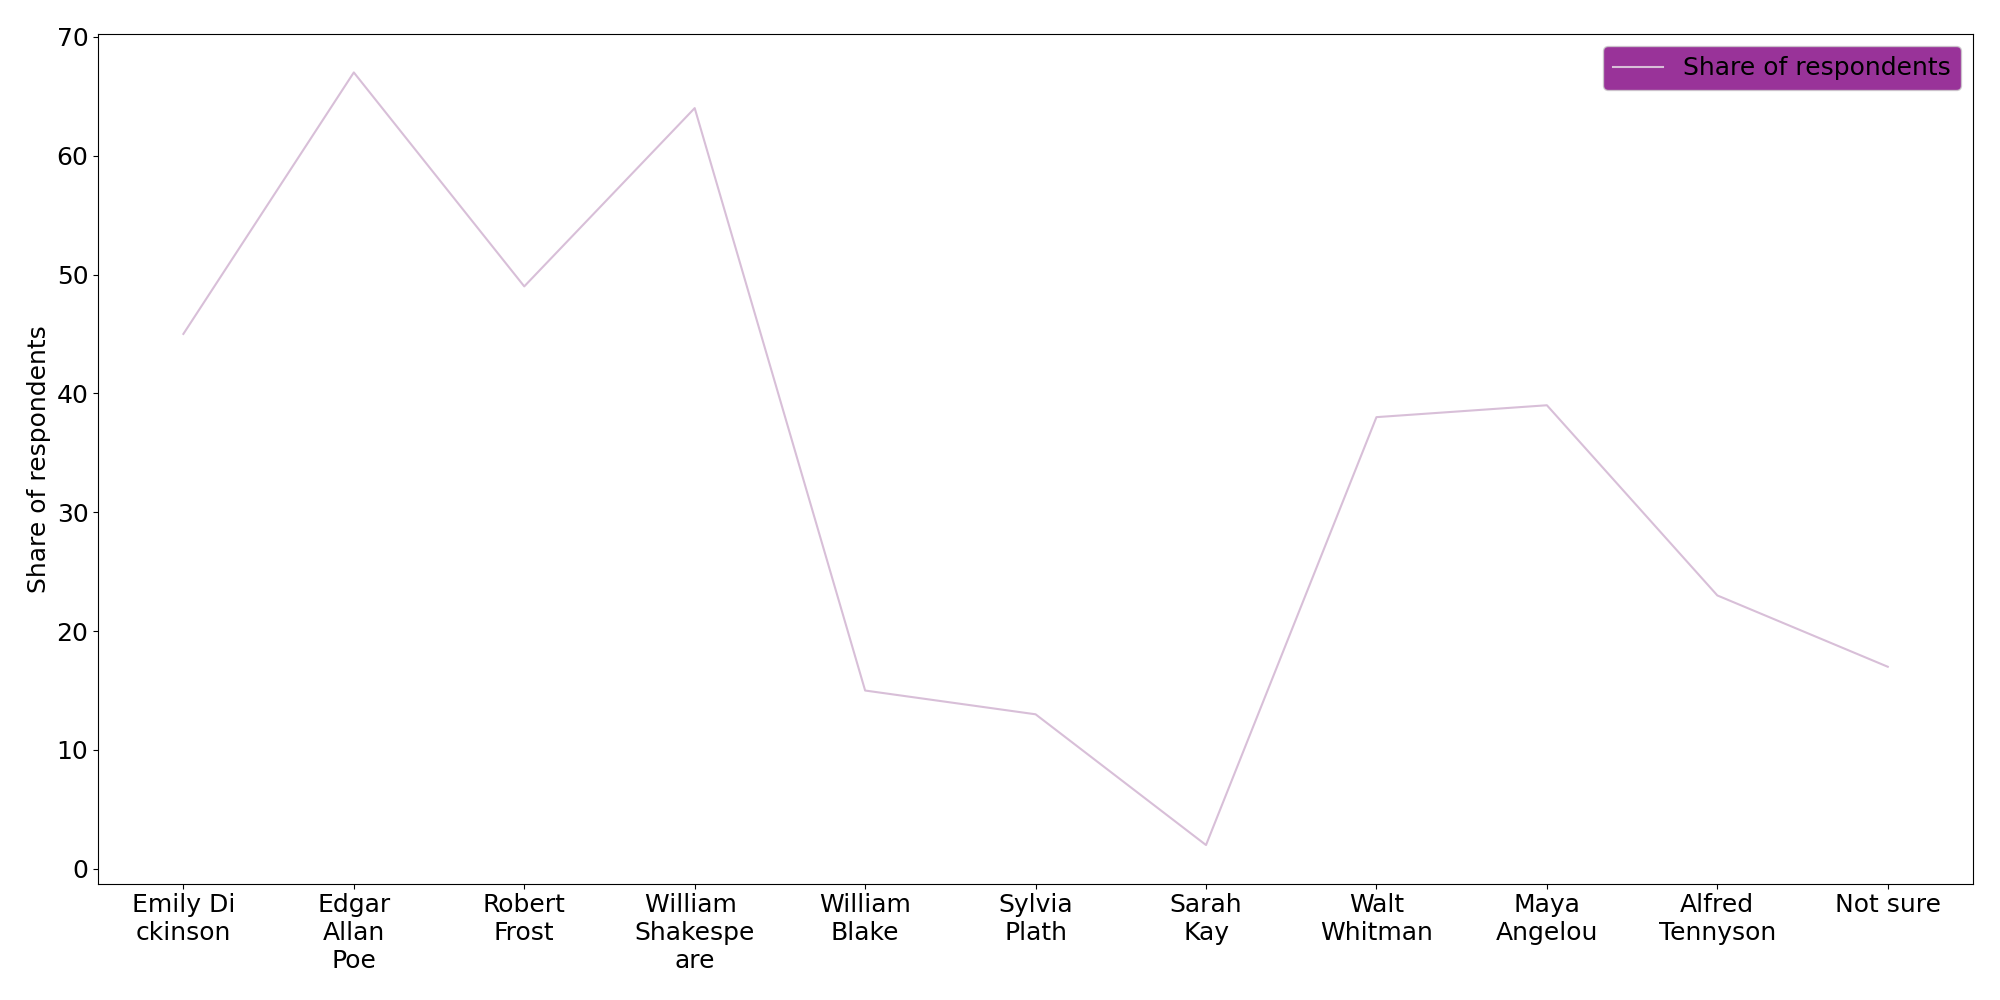 Share of respondents
Share of respondents
70
60
50
40
30
20
10
0
Emily Di
ckinson
Edgar
Allan
Poe
Robert
Frost
William
Shakespe
are
William
Blake
Sylvia
Plath
Sarah
Kay
Walt
Whitman
Maya
Angelou
Alfred
Tennyson
Not sure